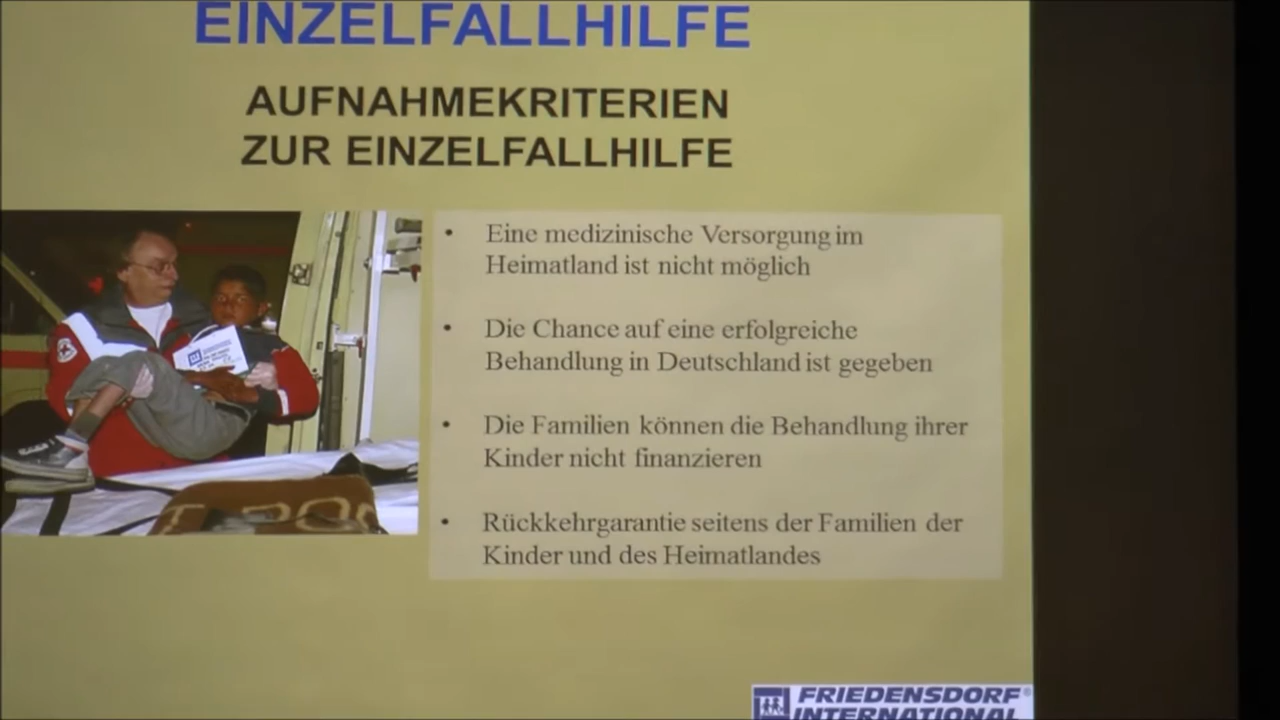 EINZELFALLHILFE
AUFNAHMEKRITERIEN
ZUR EINZELFALLHILFE
• Eine medizinische Versorgung im
Heimatland ist nicht möglich
• Die Chance auf eine erfolgreiche
Behandlung in Deutschland ist gegeben
• Die Familien können die Behandlung ihrer
Kinder nicht finanzieren
• Rückkehrgarantie seitens der Familien der
Kinder und des Heimatlandes
FRIEDENSDORF®
INTERNATIONAL